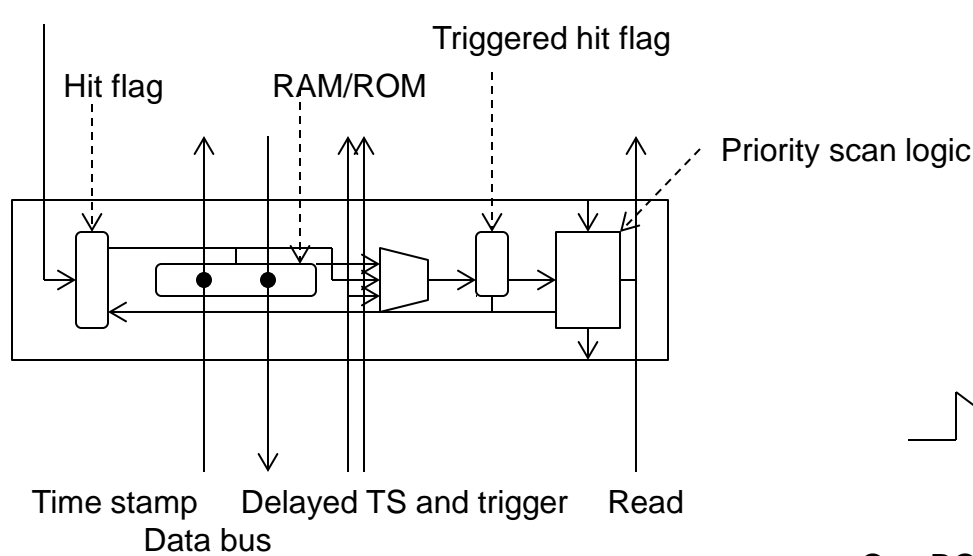 Triggered hit flag
Hit flag
RAM/ROM
Priority scan logic
Time stamp
Delayed TS and trigger
Read
Data bus